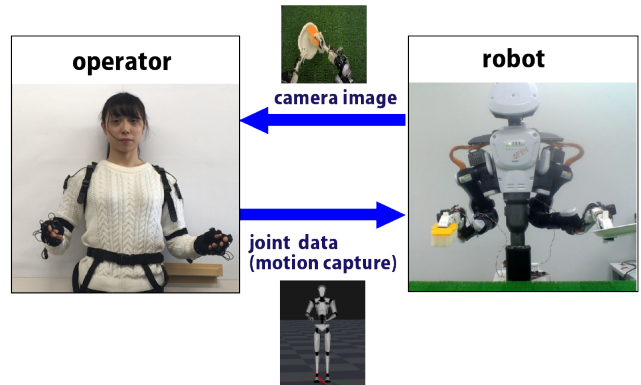 operator
camera image
robot
joint data
(motion capture)